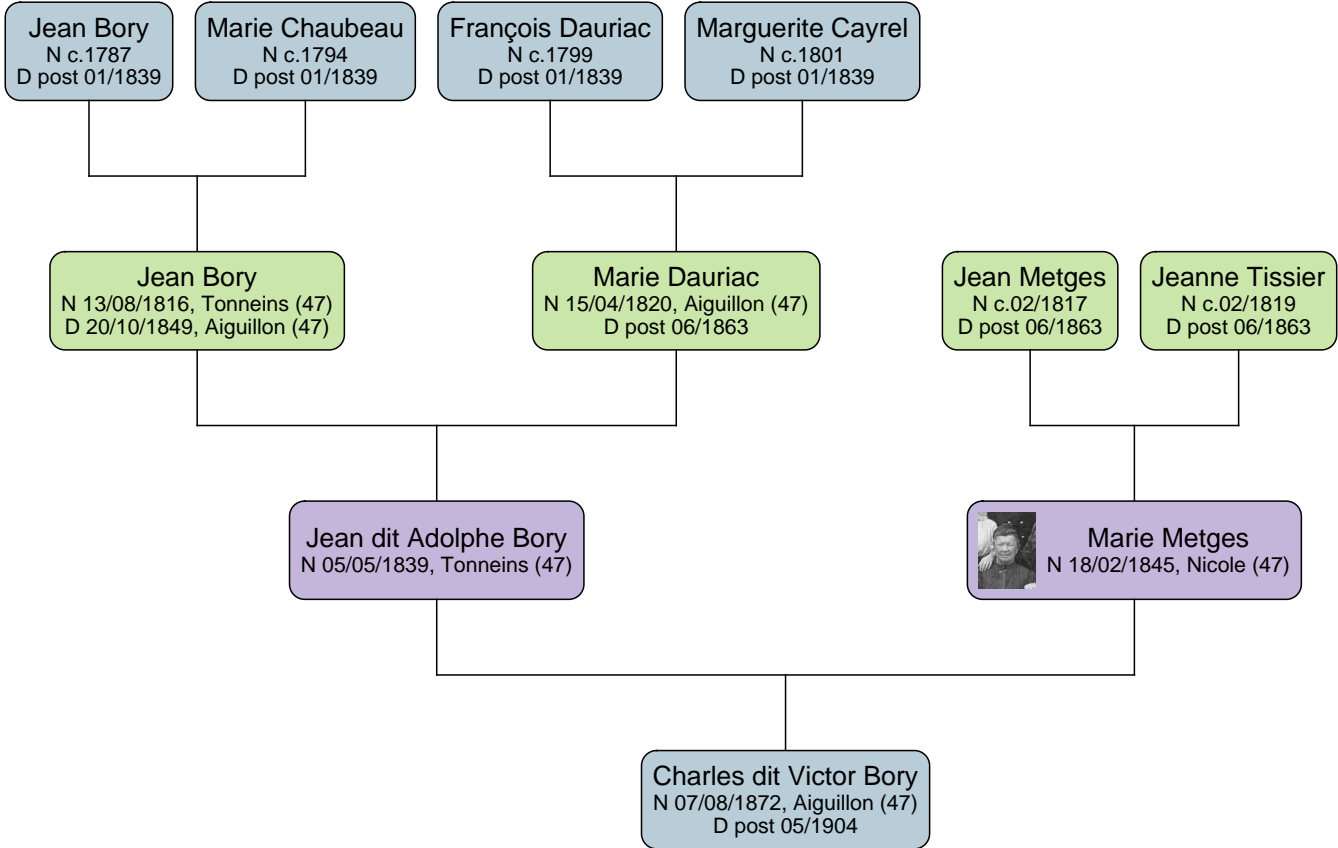 Jean Bory
N c.1787
D post 01/1839
Marie Chaubeau
N c.1794
D post 01/1839
François Dauriac
N c.1799
D post 01/1839
Marguerite Cayrel
N c.1801
D post 01/1839
Jean Bory
N 13/08/1816, Tonneins (47)
D 20/10/1849, Aiguillon (47)
Marie Dauriac
N 15/04/1820, Aiguillon (47)
D post 06/1863
Jean Metges
N c.02/1817
D post 06/1863
Jeanne Tissier
N c.02/1819
D post 06/1863
Jean dit Adolphe Bory
N 05/05/1839, Tonneins (47)
Marie Metges
N 18/02/1845, Nicole (47)
Charles dit Victor Bory
N 07/08/1872, Aiguillon (47)
D post 05/1904